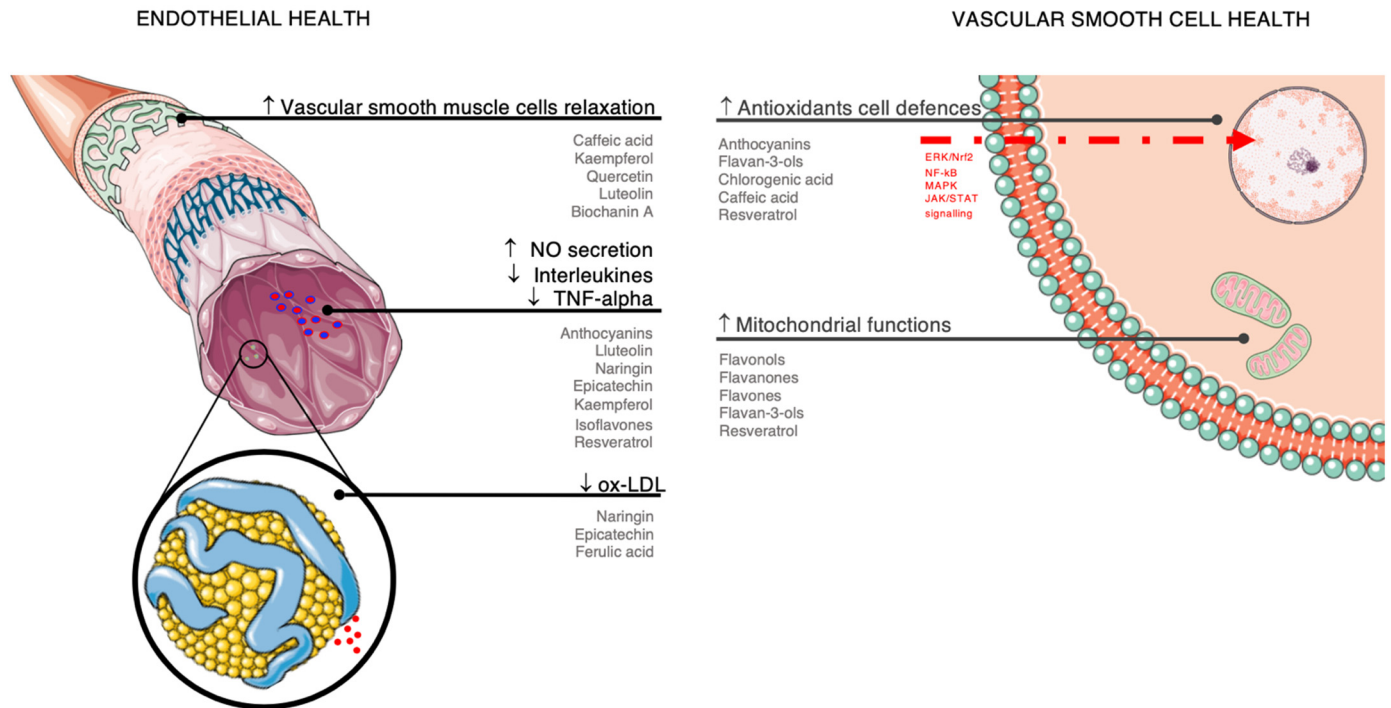 ENDOTHELIAL HEALTH
↑ Vascular smooth muscle cells relaxation
Caffeic acid
Kaempferol
Quercetin
Luteolin
Biochanin A
↑ NO secretion
↓ Interleukines
↓ TNF-alpha
Anthocyanins
Lluteolin
Naringin
Epicatechin
Kaempferol
Isoflavones
Resveratrol
↓ ox-LDL
Naringin
Epicatechin
Ferulic acid
VASCULAR SMOOTH CELL HEALTH
↑ Antioxidants cell defences
Anthocyanins
Flavan-3-ols
Chlorogenic acid
Caffeic acid
Resveratrol
ERK/Nrf2
NF-kB
MAPK
JAK/STAT
signalling
↑ Mitochondrial functions
Flavonols
Flavanones
Flavones
Flavan-3-ols
Resveratrol